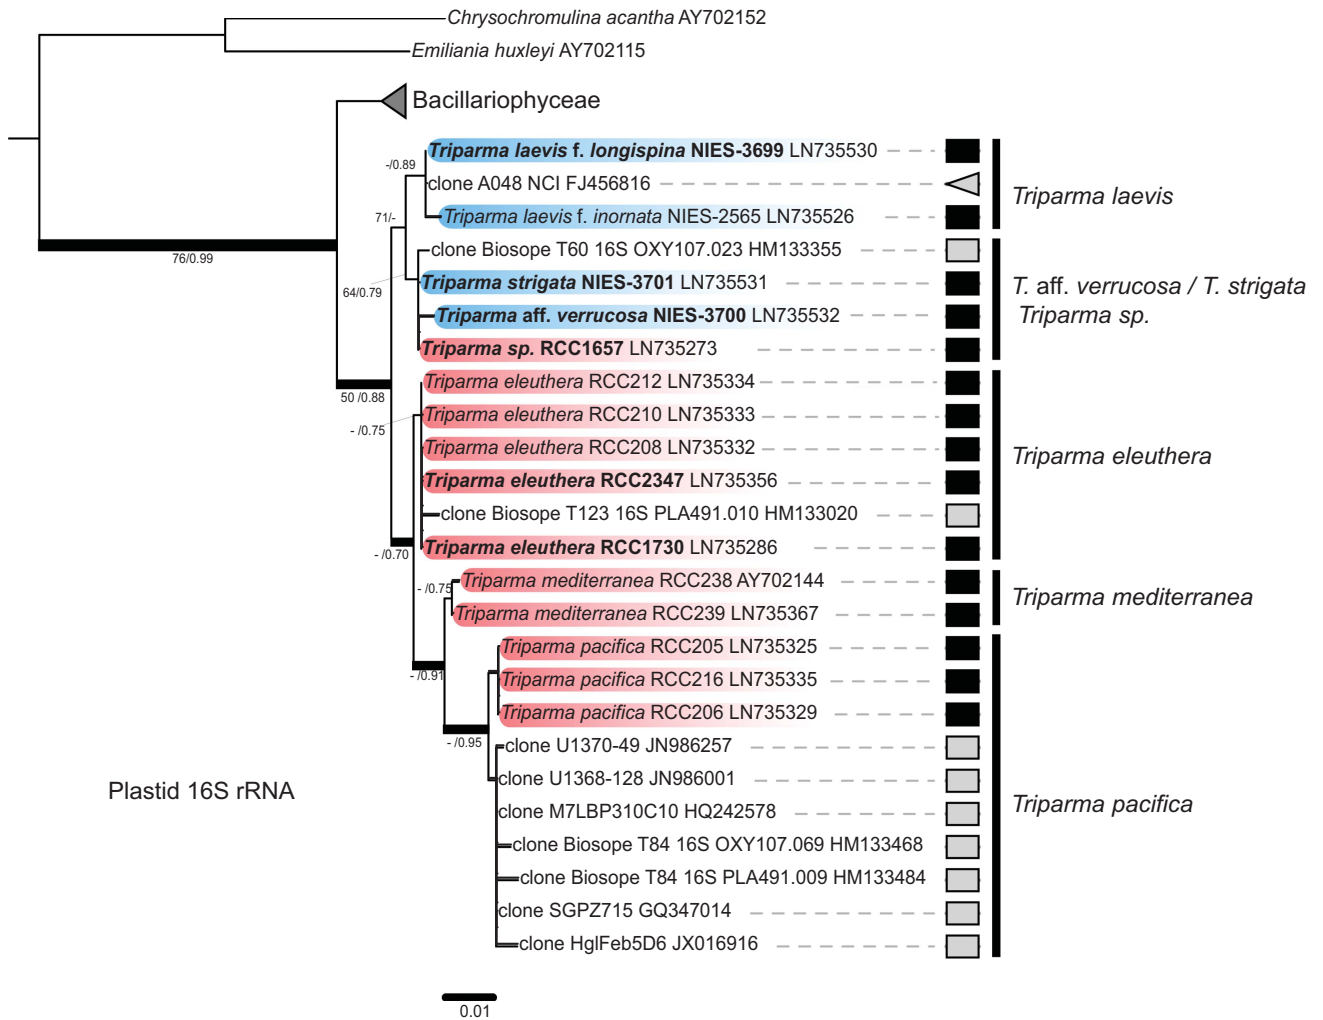 Chrysochromulina acantha AY702152
Emiliania huxleyi AY702115
Bacillariophyceae
Triparma laevis f. longispina NIES-3699 LN735530
-/0.89
clone A048 NCI FJ456816
Triparma laevis
Triparma laevis f. inornata NIES-2565 LN735526
71/-
clone Biosope T60 16S OXY107.023 HM133355
76/0.99
Triparma strigata NIES-3701 LN735531
T. aff. verrucosa / T. strigata
Triparma sp.
64/0.79
Triparma aff. verrucosa NIES-3700 LN735532
Triparma sp. RCC1657 LN735273
Triparma eleuthera RCC212 LN735334
50 /0.88
Triparma eleuthera RCC210 LN735333
- /0.75
Triparma eleuthera RCC208 LN735332
Triparma eleuthera
Triparma eleuthera RCC2347 LN735356
clone Biosope T123 16S PLA491.010 HM133020
Triparma eleuthera RCC1730 LN735286
- /0.70
Triparma mediterranea RCC238 AY702144
- /0.75
Triparma mediterranea
Triparma mediterranea RCC239 LN735367
Triparma pacifica RCC205 LN735325
- /0.91
Triparma pacifica RCC216 LN735335
Triparma pacifica RCC206 LN735329
- /0.95
clone U1370-49 JN986257
clone U1368-128 JN986001
Plastid 16S rRNA
Triparma pacifica
clone M7LBP310C10 HQ242578
clone Biosope T84 16S OXY107.069 HM133468
clone Biosope T84 16S PLA491.009 HM133484
clone SGPZ715 GQ347014
clone HglFeb5D6 JX016916
0.01